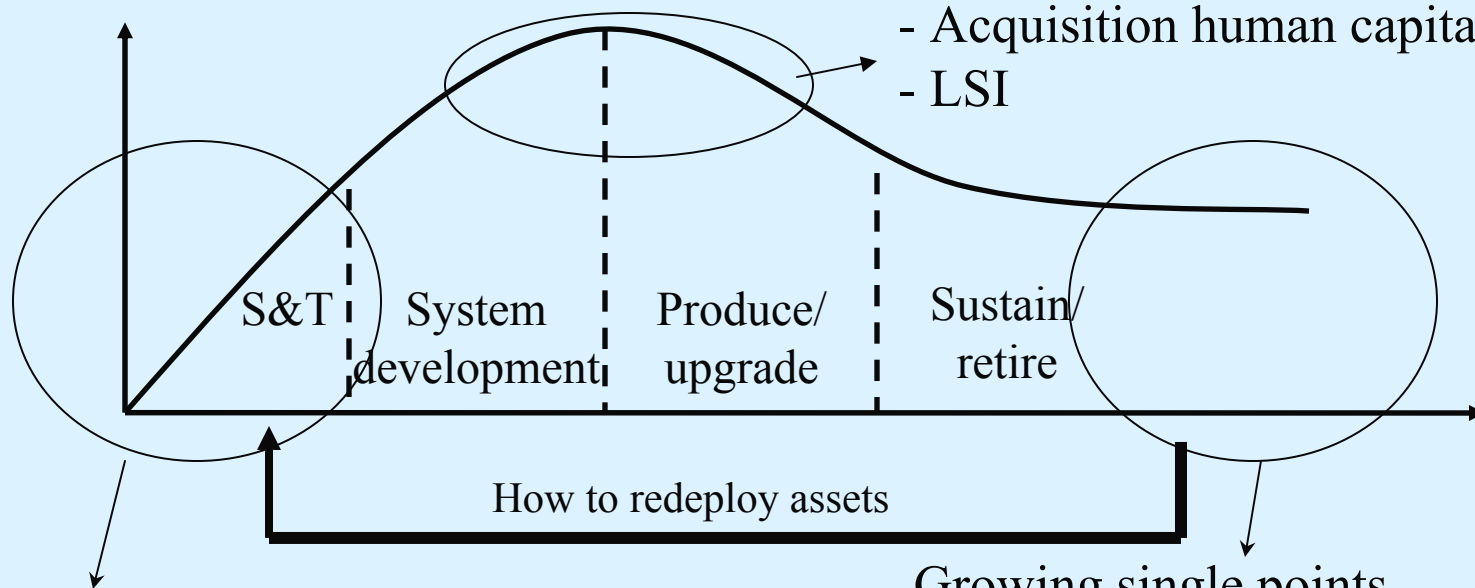 - Acquisition human capita
- LSI
S&T
System
development
Produce/
upgrade
Sustain/
retire
How to redeploy assets
Growing single points